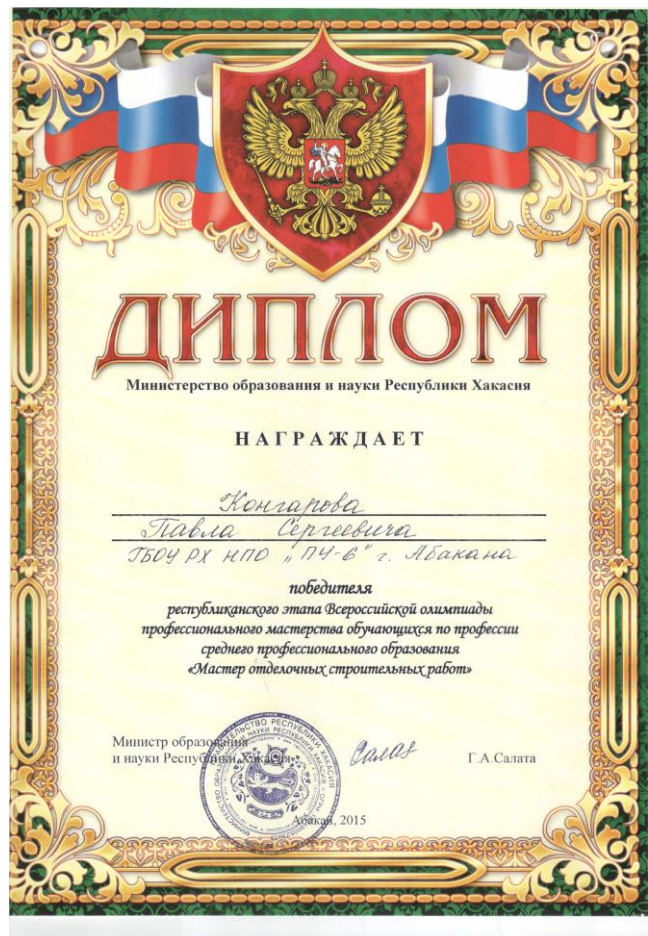 ДИПЛОМ
Министерство образования и науки Республики Хакасия
НАГРАЖДАЕТ
Конгарова
Павла Сергеевича
ГБОУ РХ НПО „ПУ-6" г. Абакана
победителя
республиканского этапа Всероссийской олимпиады
профессионального мастерства обучающихся по профессии
среднего профессионального образования
«Мастер отделочных строительных работ»
Министр образования
и науки Республики Хакасия
Г.А.Салата
Абакан, 2015